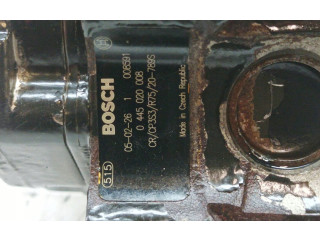 BOSCH
515
05-02-26 1 008591
0 445 020 008
CR/CP3S3/R75/20-789S
Made in Czech Republic